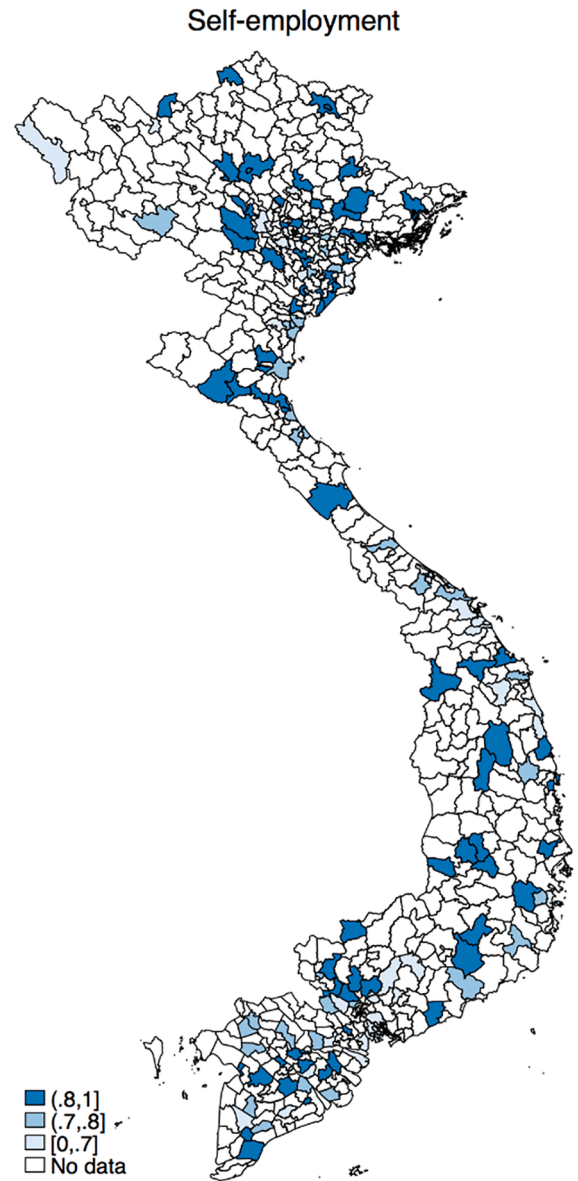 Self-employment
(.8,1]
(.7,.8]
[0,.7]
No data